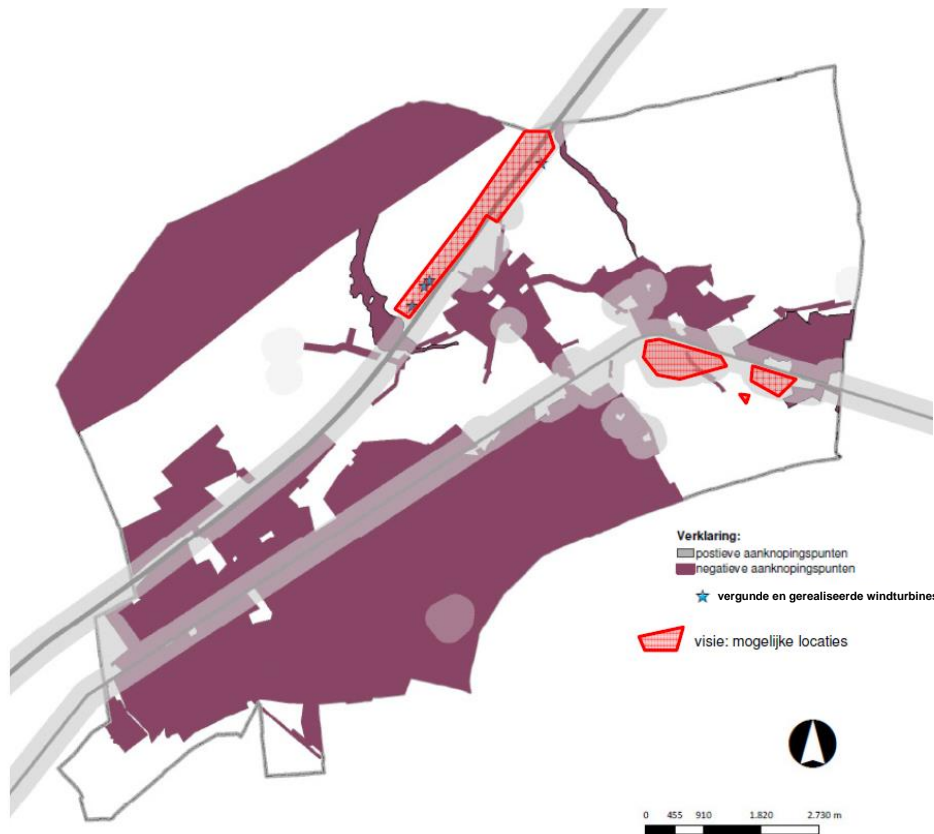 Verklaring:
postieve aanknopingspunten
negatieve aanknopingspunten
vergunde en gerealiseerde windturbines
visie: mogelijke locaties
0 455 910 1.820 2.730 m